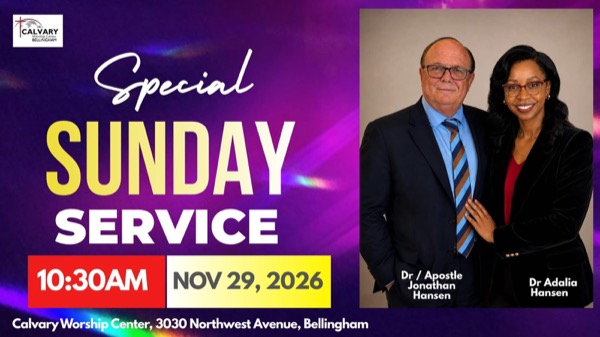 CALVARY
BELLINGHAM
Special
SUNDAY
SERVICE
10:30AM
NOV 29, 2026
Dr / Apostle
Jonathan
Hansen
Dr Adalia
Hansen
Calvary Worship Center, 3030 Northwest Avenue, Bellingham